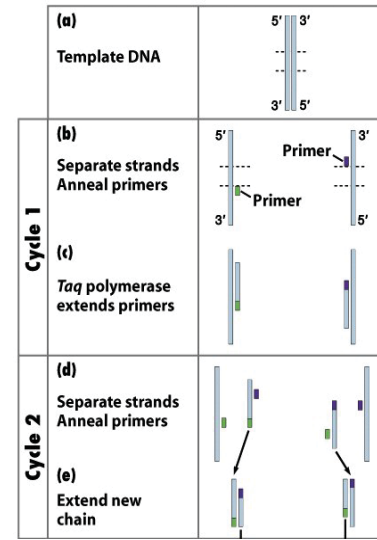 (a)
Template DNA
5′ 3′
3′ 5′
Cycle 1
(b)
Separate strands
Anneal primers
5′ 3′
Primer
Primer
3′ 5′
(c)
Taq polymerase
extends primers
Cycle 2
(d)
Separate strands
Anneal primers
(e)
Extend new
chain